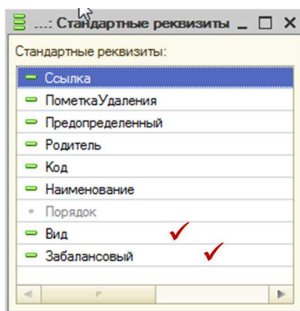 ...: Стандартные реквизиты
Стандартные реквизиты:
Ссылка
ПометкаУдаления
Предопределенный
Родитель
Код
Наименование
Порядок
Вид
Забалансовый